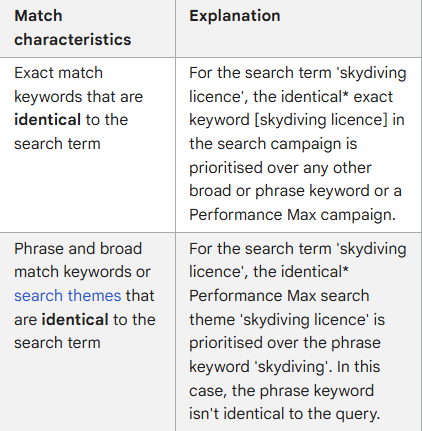 Match characteristics
Explanation
Exact match
keywords that are
identical to the
search term
For the search term 'skydiving
licence', the identical* exact
keyword [skydiving licence] in
the search campaign is
prioritised over any other
broad or phrase keyword or a
Performance Max campaign.
Phrase and broad
match keywords or
search themes that
are identical to the
search term
For the search term 'skydiving
licence', the identical*
Performance Max search
theme 'skydiving licence' is
prioritised over the phrase
keyword 'skydiving'. In this
case, the phrase keyword
isn't identical to the query.